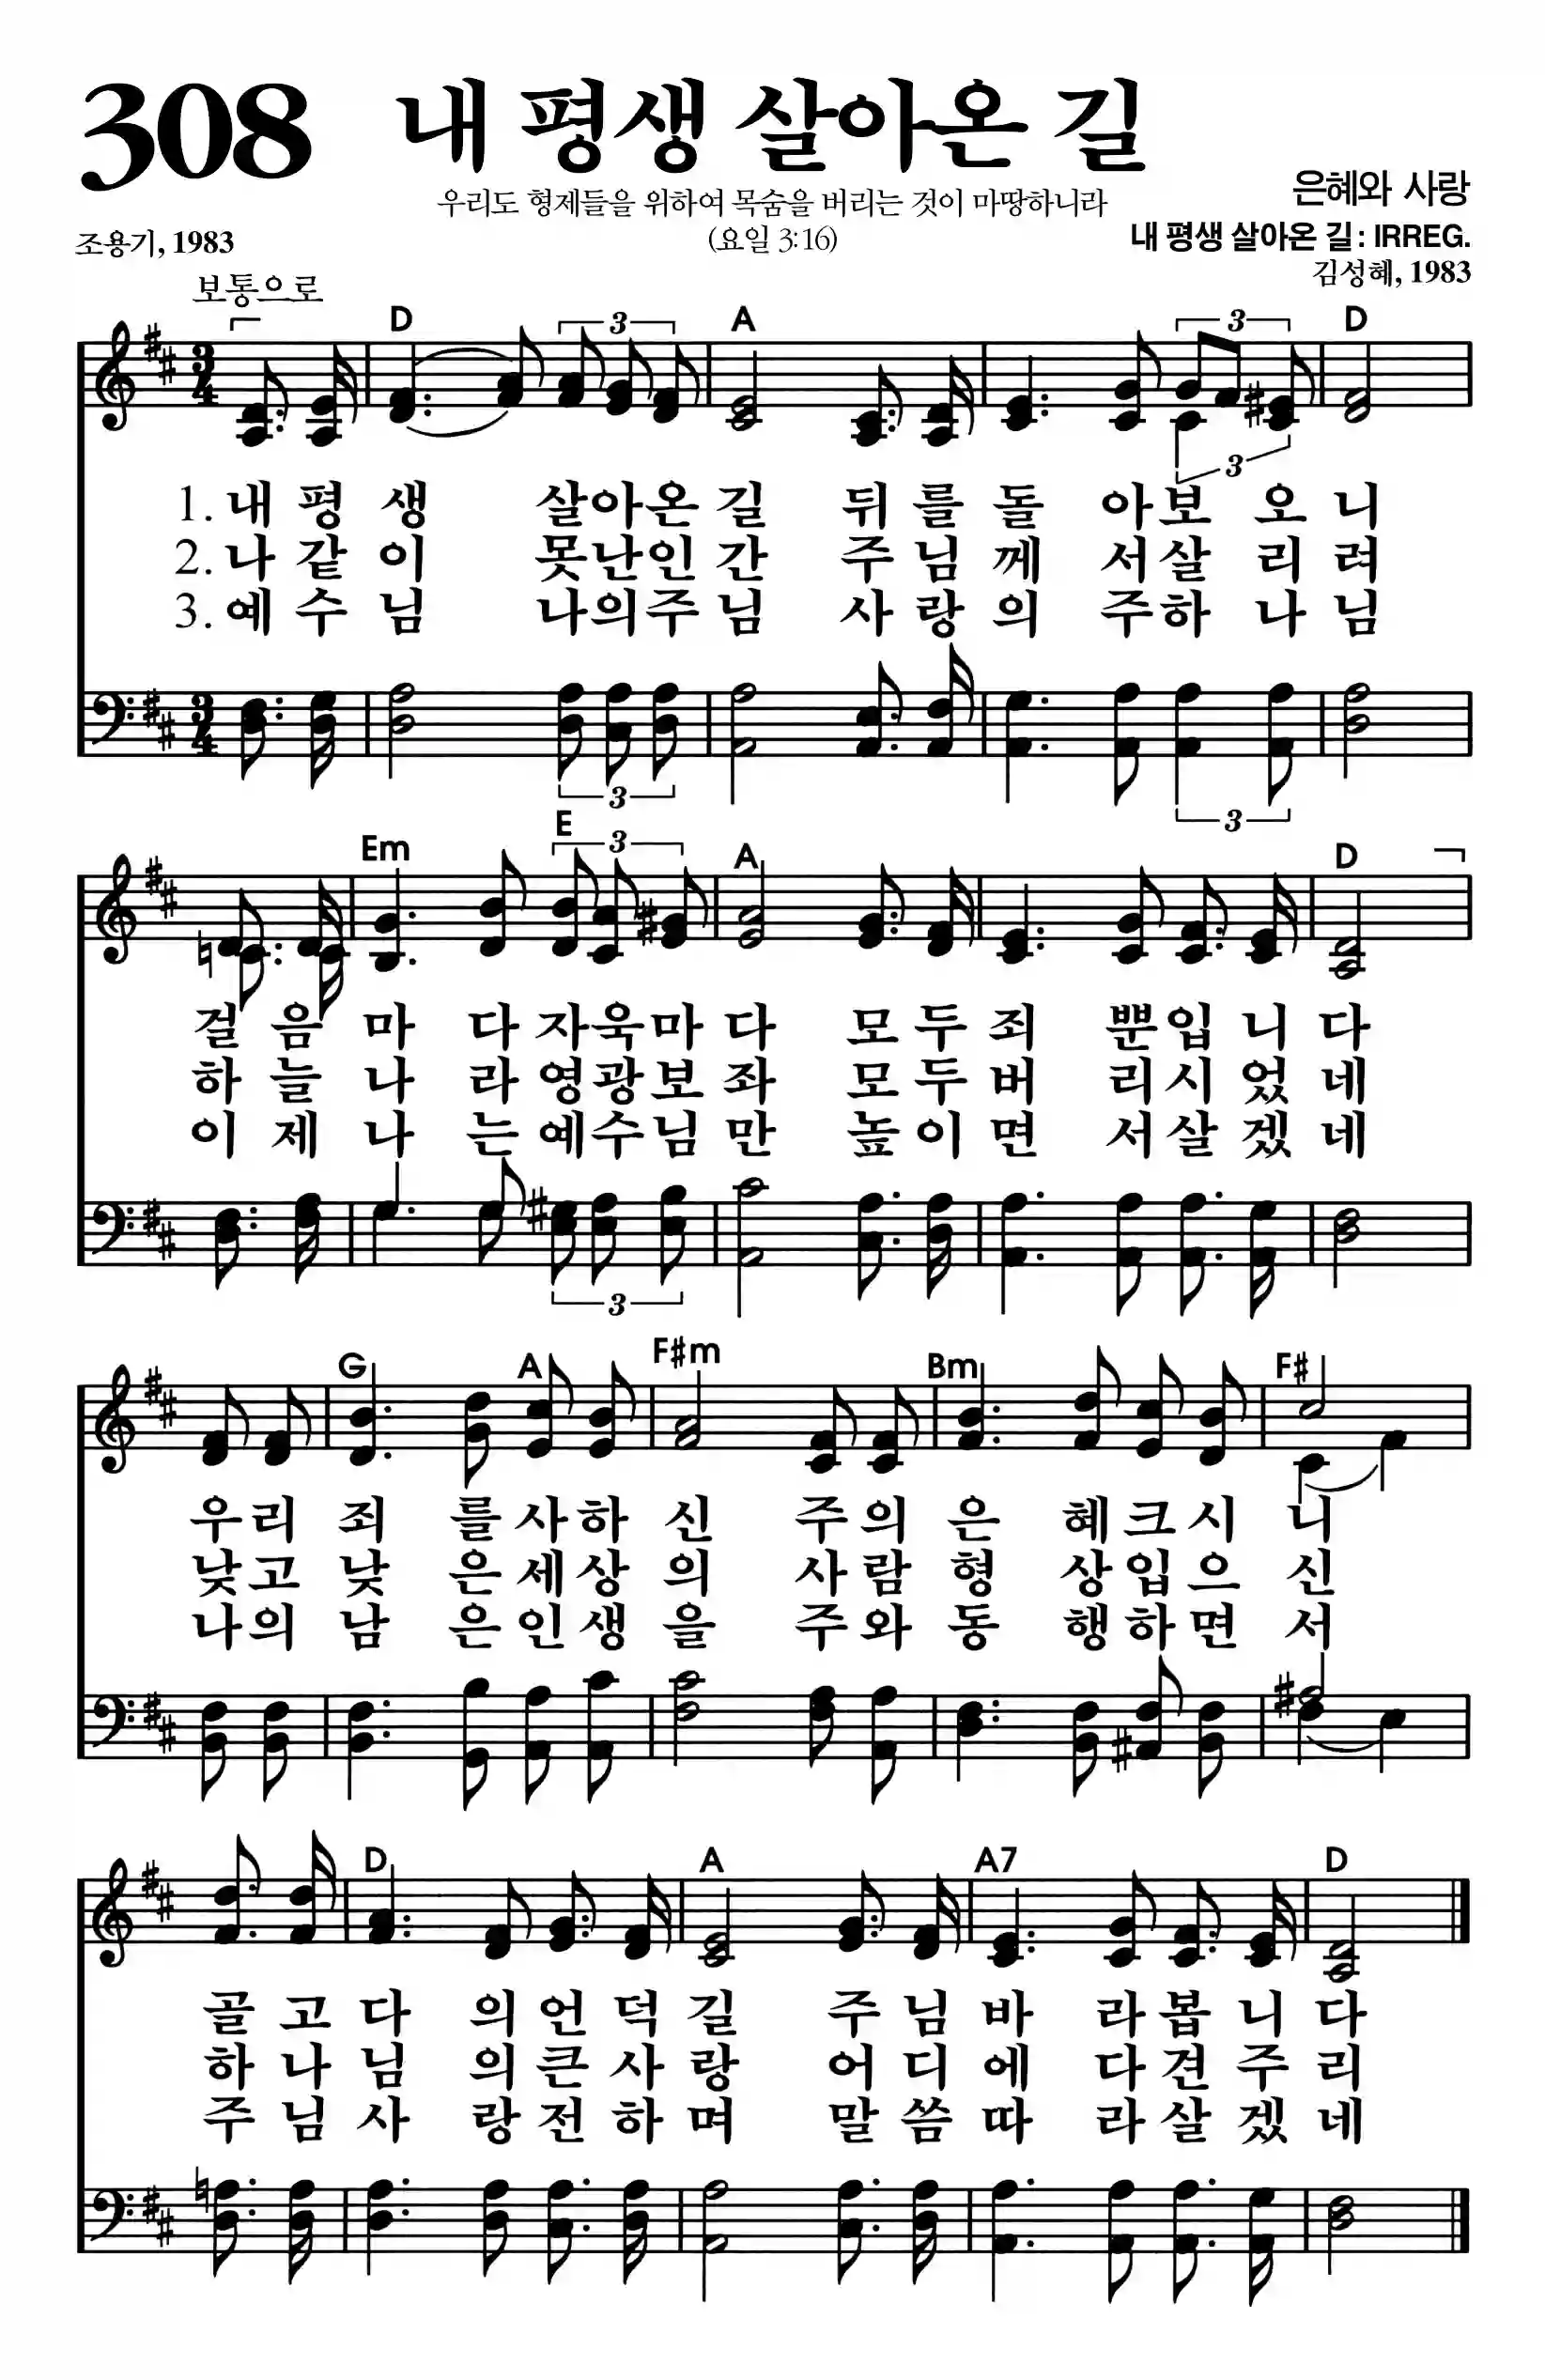 308 내 평생 살아온 길
우리도 형제들을 위하여 목숨을 버리는 것이 마땅하니라
(요일 3:16)
은혜와 사랑
내 평생 살아온 길: IRREG.
조용기, 1983
김성혜, 1983
보통으로
D 3 A 3 D
3
1. 내 평 생 살아온 길 뒤 를 돌 아보 오 니
2. 나 같 이 못난인 간 주 님 께 서살 리 려
3. 예 수 님 나의주 님 사 랑 의 주하 나 님
3 3
Em E 3 A D
걸 음 마 다 자욱마 다 모 두 죄 뿐입 니 다
하 늘 나 라 영광보 좌 모 두 버 리시 었 네
이 제 나 는 예수님 만 높 이 면 서살 겠 네
3
G A F#m Bm F#
우 리 죄 를 사 하 신 주 의 은 혜 크 시 니
낮 고 낮 은 세 상 의 사 람 형 상 입 으 신
나 의 남 은 인 생 을 주 와 동 행 하 면 서
D A A7 D
골 고 다 의 언 덕 길 주 님 바 라 봅 니 다
하 나 님 의 큰 사 랑 어 디 에 다 견 주 리
주 님 사 랑 전 하 며 말 씀 따 라 살 겠 네